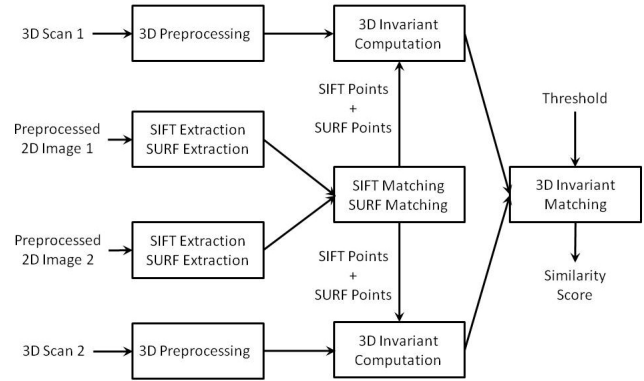 3D Scan 1
3D Preprocessing
3D Invariant
Computation
SIFT Points
+
SURF Points
Preprocessed
2D Image 1
SIFT Extraction
SURF Extraction
Threshold
SIFT Matching
SURF Matching
3D Invariant
Matching
Preprocessed
2D Image 2
SIFT Extraction
SURF Extraction
SIFT Points
+
SURF Points
Similarity
Score
3D Scan 2
3D Preprocessing
3D Invariant
Computation